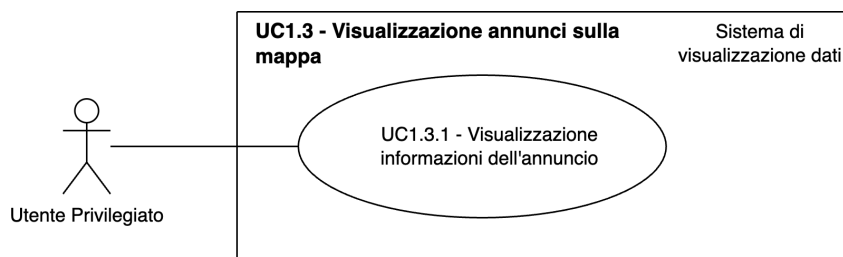 UC1.3 - Visualizzazione annunci sulla
mappa
Sistema di
visualizzazione dati
UC1.3.1 - Visualizzazione
informazioni dell'annuncio
Utente Privilegiato